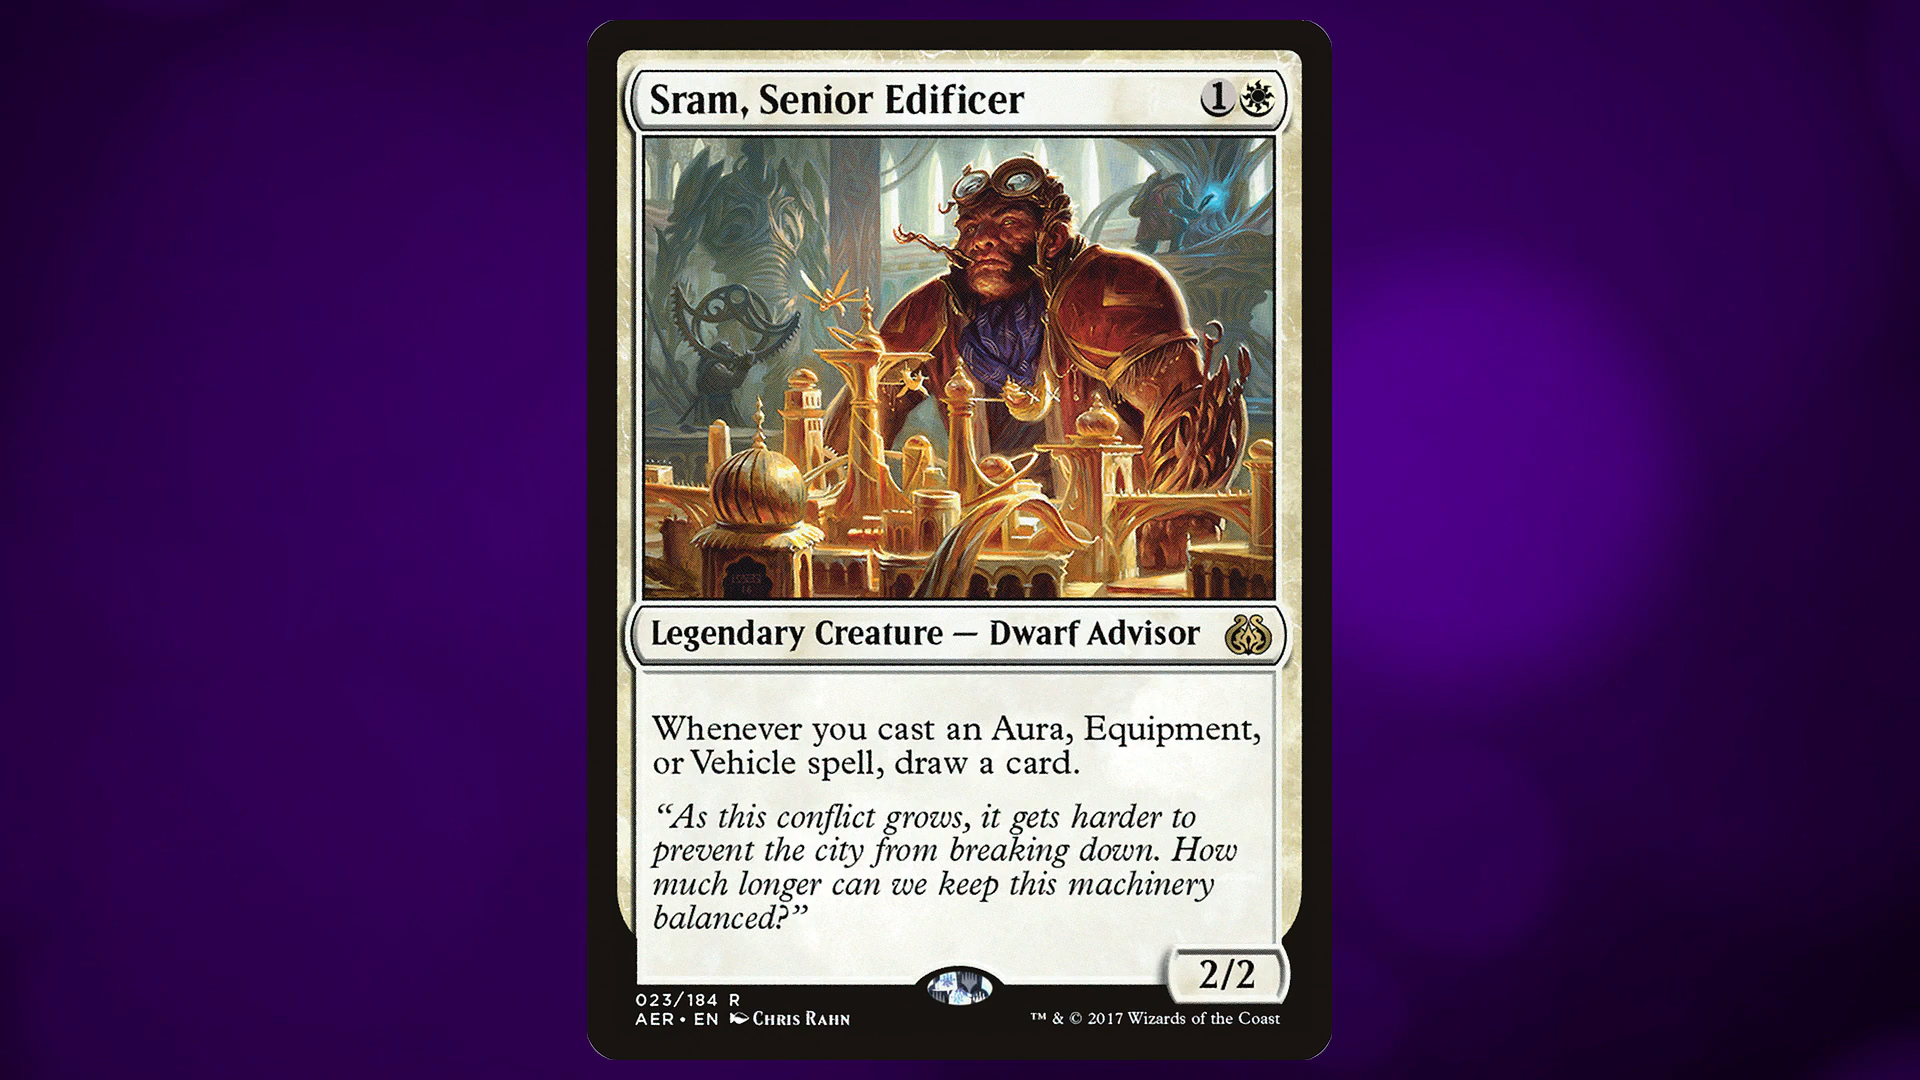 Sram, Senior Edificer 1
Legendary Creature — Dwarf Advisor
Whenever you cast an Aura, Equipment,
or Vehicle spell, draw a card.
“As this conflict grows, it gets harder to
prevent the city from breaking down. How
much longer can we keep this machinery
balanced?”
2/2
023/184 R
AER • EN Chris Rahn
™ & © 2017 Wizards of the Coast